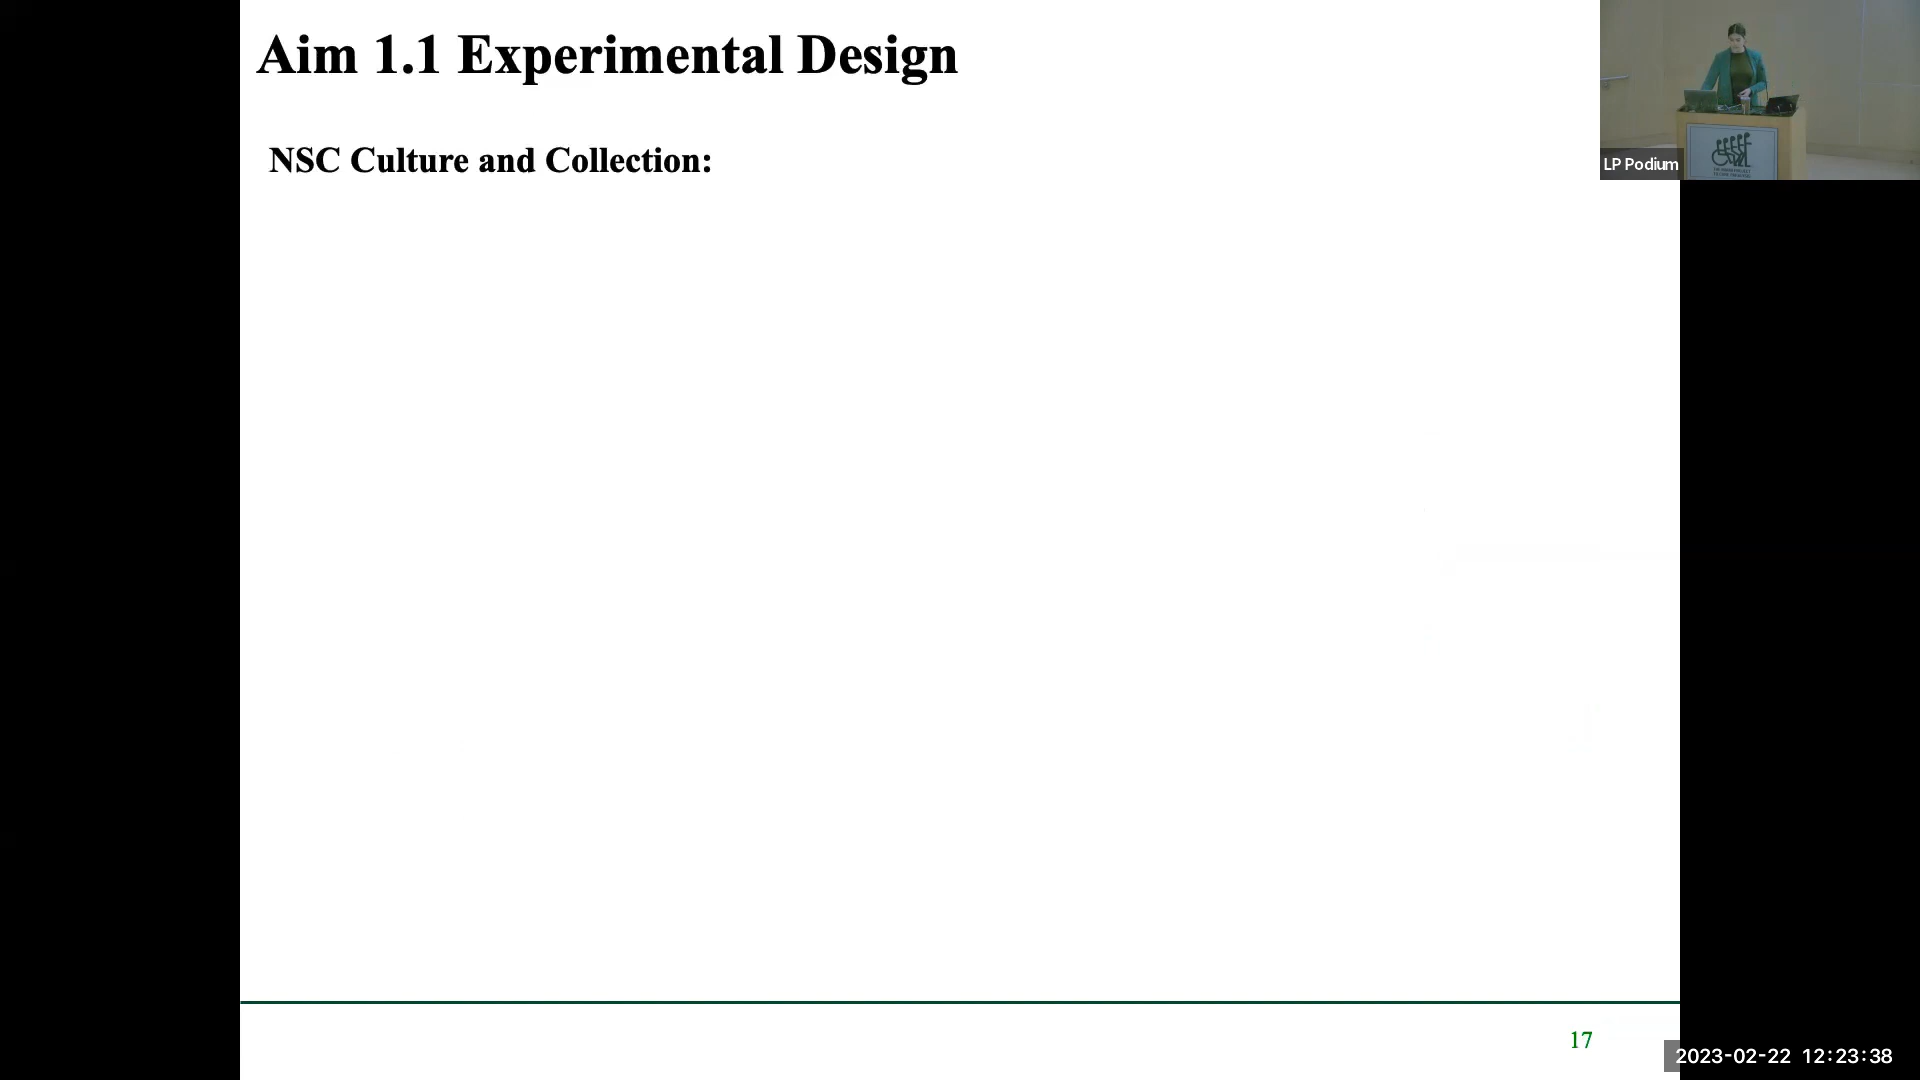 Aim 1.1 Experimental Design
NSC Culture and Collection:
LP Podium
17
2023-02-22 12:23:38